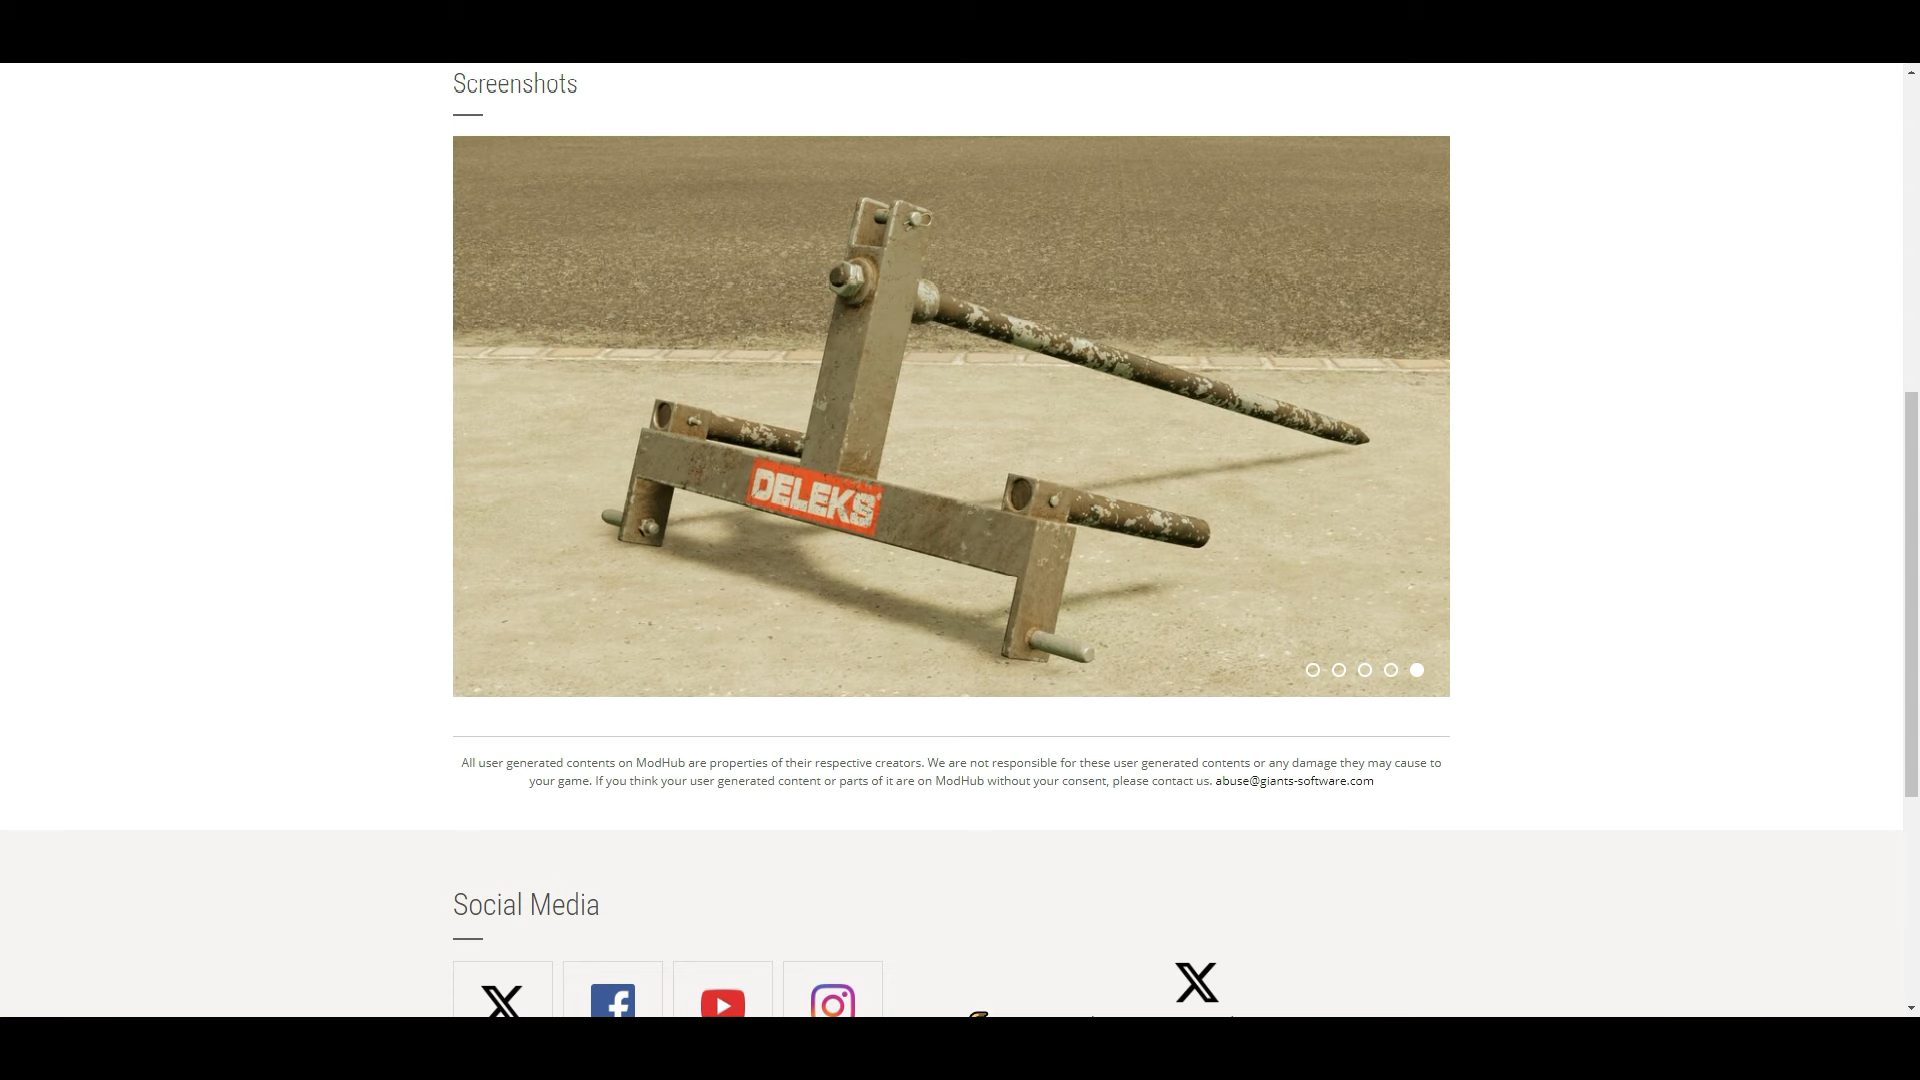 Screenshots
DELEKS
All user generated contents on ModHub are properties of their respective creators. We are not responsible for these user generated contents or any damage they may cause to
your game. If you think your user generated content or parts of it are on ModHub without your consent, please contact us. abuse@giants-software.com
Social Media